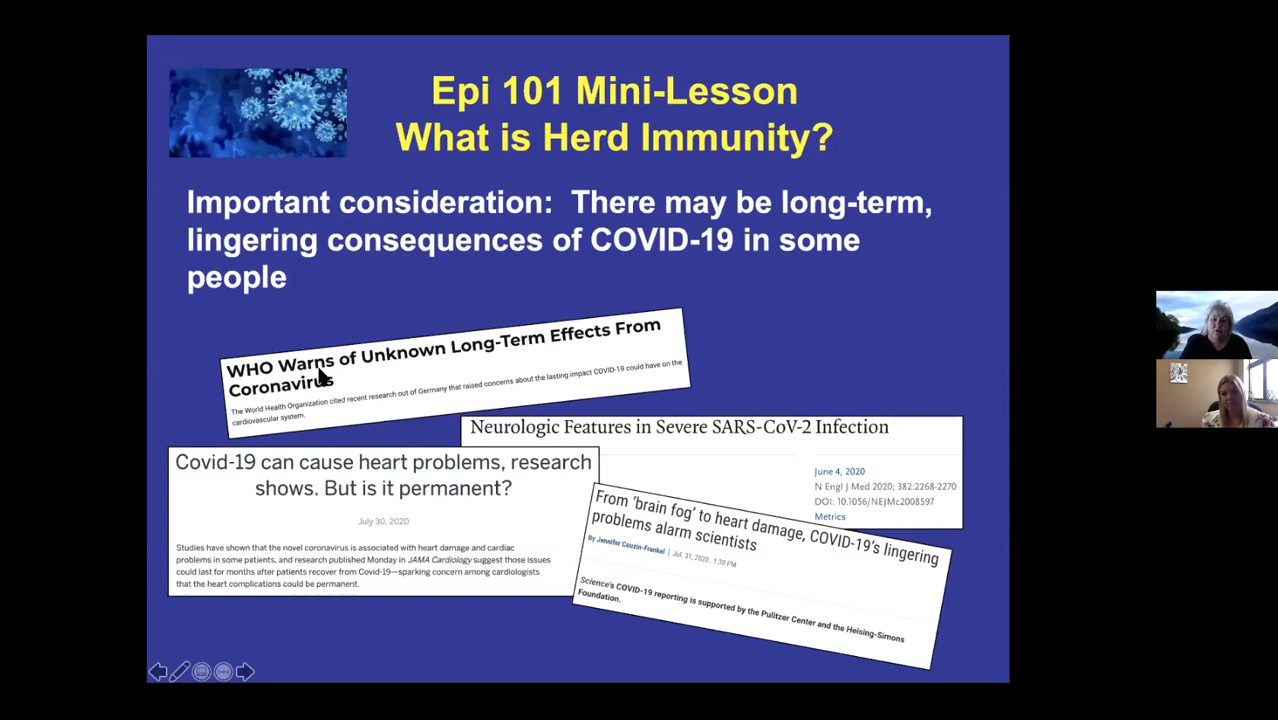 Epi 101 Mini-Lesson
What is Herd Immunity?
Important consideration: There may be long-term,
lingering consequences of COVID-19 in some
people
WHO Warns of Unknown Long-Term Effects From
Coronavirus
The World Health Organization cited recent research out of Germany that raised concerns about the lasting impact COVID-19 could have on the
cardiovascular system.
Neurologic Features in Severe SARS-CoV-2 Infection
June 4, 2020
N Engl J Med 2020; 382:2268-2270
DOI: 10.1056/NEJMc2008597
Metrics
Covid-19 can cause heart problems, research
shows. But is it permanent?
July 30, 2020
Studies have shown that the novel coronavirus is associated with heart damage and cardiac
problems in some patients, and research published Monday in JAMA Cardiology suggest those issues
could last for months after patients recover from Covid-19—sparking concern among cardiologists
that the heart complications could be permanent.
From 'brain fog' to heart damage, COVID-19's lingering
problems alarm scientists
By Jennifer Couzin-Frankel | Jul. 31, 2020 , 1:30 PM
Science's COVID-19 reporting is supported by the Pulitzer Center and the Heising-Simons
Foundation.